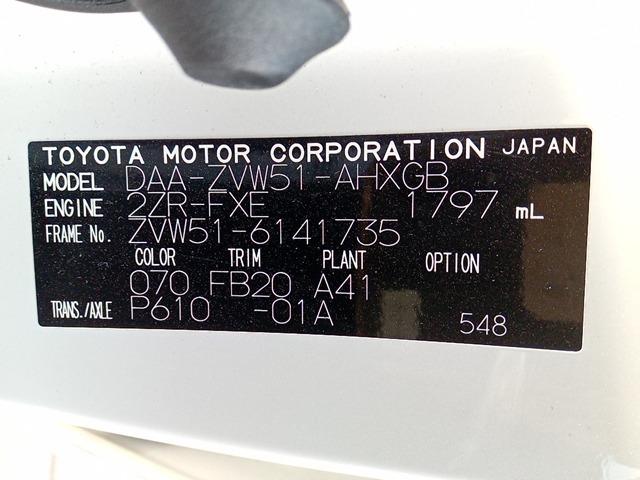 TOYOTA MOTOR CORPORATION JAPAN
MODEL DAA-ZVW51-AHXGB
ENGINE 2ZR-FXE 1797 mL
FRAME No. ZVW51-6141735
COLOR TRIM PLANT OPTION
070 FB20 A41
TRANS./AXLE P610 -01A
548